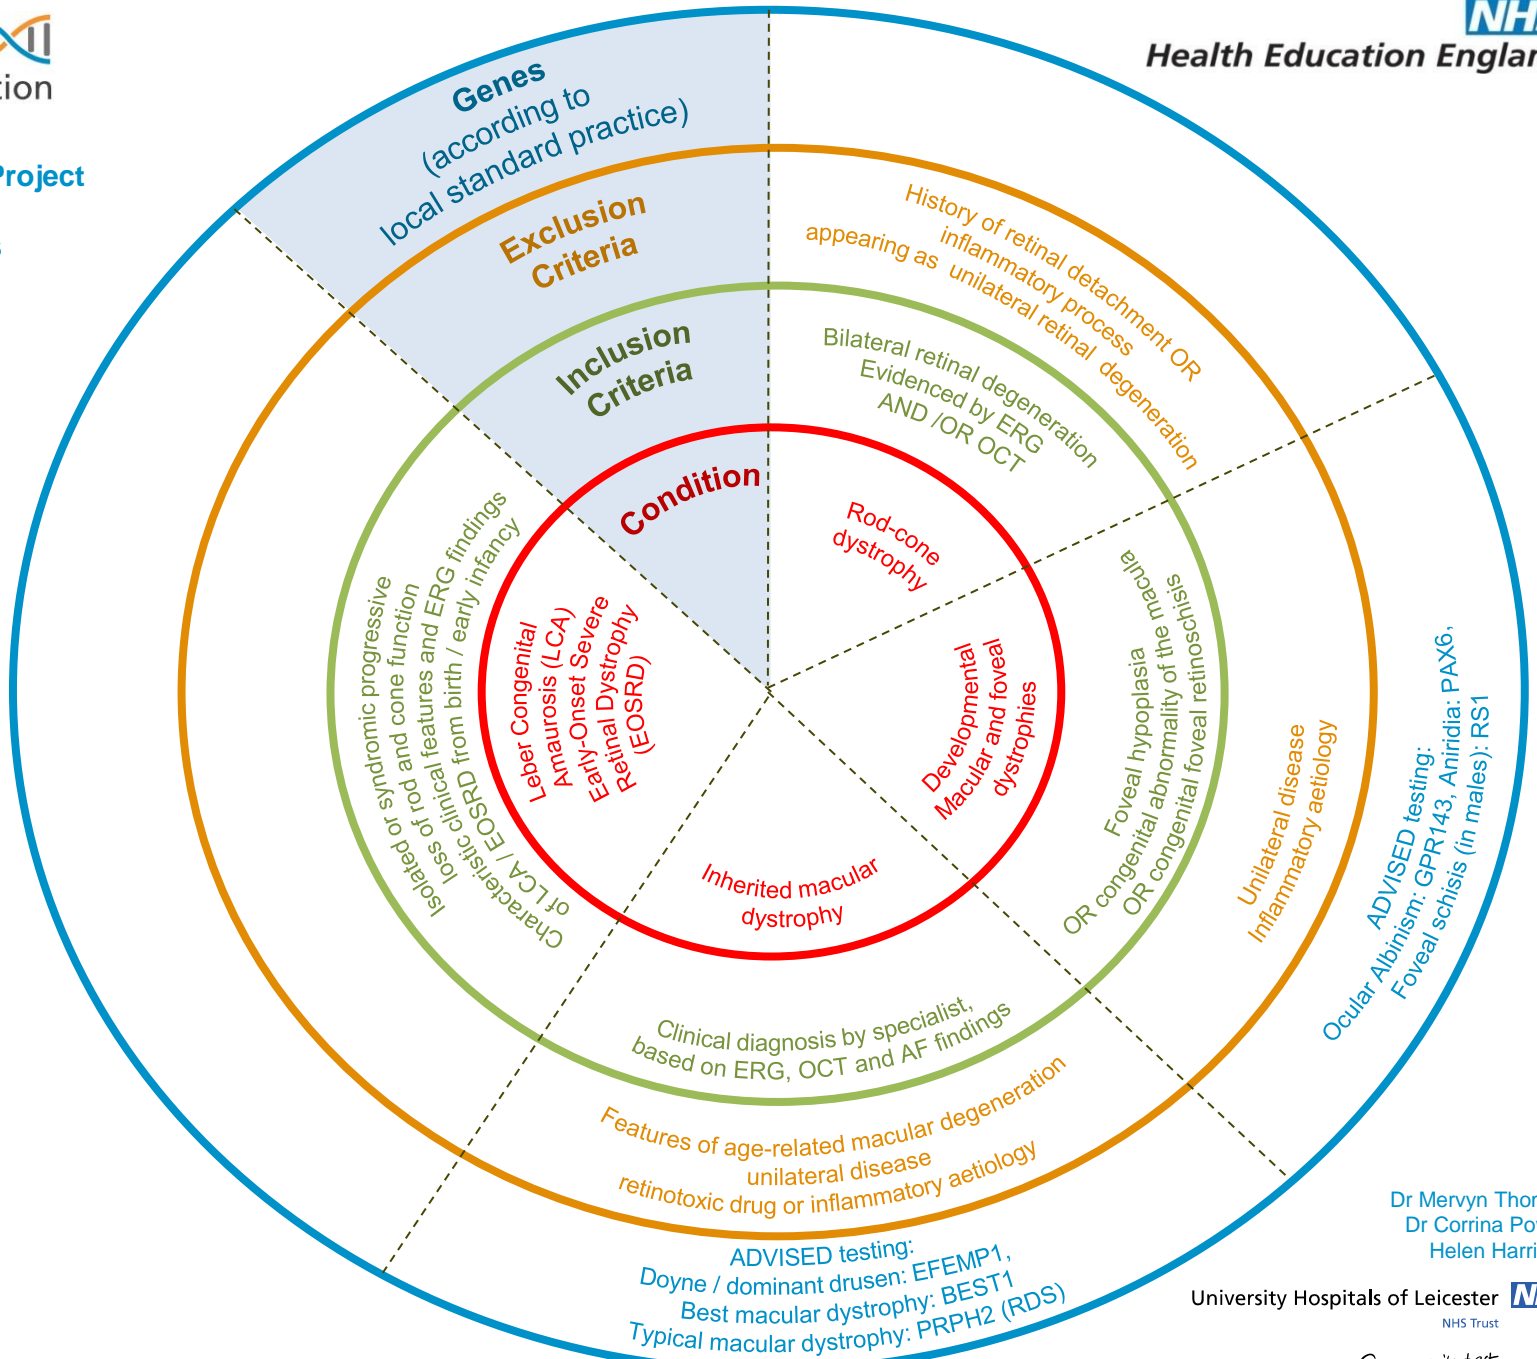 Health Education
Genes
(according to
local standard practice)
Exclusion
Criteria
Inclusion
Criteria
Condition
History of retinal detachment OR
inflammatory process
appearing as unilateral retinal degeneration
Bilateral retinal degeneration
Evidenced by ERG
AND /OR OCT
Rod-cone
dystrophy
Developmental
Macular and foveal
dystrophies
Foveal hypoplasia
OR congenital abnormality of the macula
OR congenital foveal retinoschisis
Unilateral disease
Inflammatory aetiology
ADVISED testing:
Ocular Albinism: GPR143, Aniridia: PAX6,
Foveal schisis (in males): RS1
Inherited macular
dystrophy
Clinical diagnosis by specialist,
based on ERG, OCT and AF findings
Features of age-related macular degeneration
unilateral disease
retinotoxic drug or inflammatory aetiology
ADVISED testing:
Doyne / dominant drusen: EFEMP1,
Best macular dystrophy: BEST1
Typical macular dystrophy: PRPH2 (RDS)
Leber Congenital
Amaurosis (LCA)
Early-Onset Severe
Retinal Dystrophy
(EOSRD)
Isolated or syndromic progressive
loss of rod and cone function
Characteristic clinical features and ERG findings
of LCA / EOSRD from birth / early infancy
Project
Dr Mervyn
Dr Corrina
Helen
University Hospitals of Leicester
NHS Trust